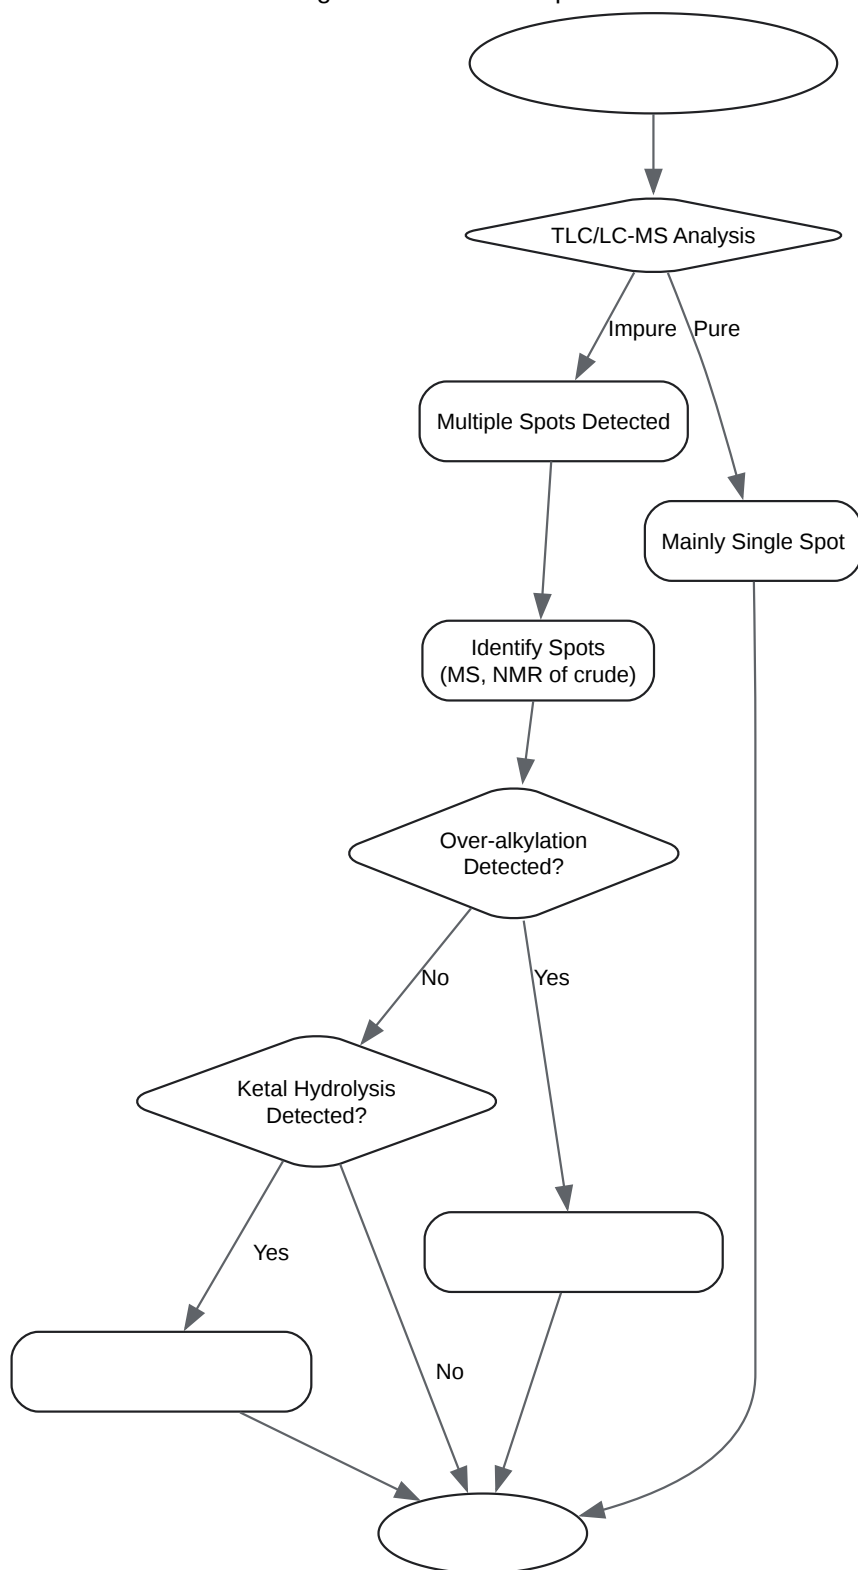 TLC/LC-MS Analysis
Impure
Pure
Multiple Spots Detected
Mainly Single Spot
Identify Spots
(MS, NMR of crude)
Over-alkylation
Detected?
No
Yes
Ketal Hydrolysis
Detected?
Yes
No